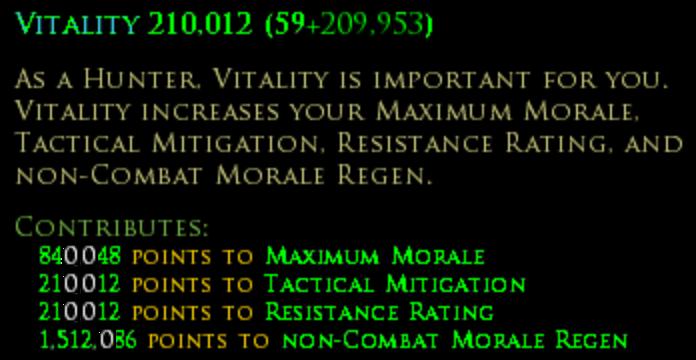 Vitality 210,012 (59+209,953)
As a Hunter, Vitality is important for you.
Vitality increases your Maximum Morale,
Tactical Mitigation, Resistance Rating, and
non-Combat Morale Regen.
Contributes:
840048 points to Maximum Morale
210012 points to Tactical Mitigation
210012 points to Resistance Rating
1,512,086 points to non-Combat Morale Regen